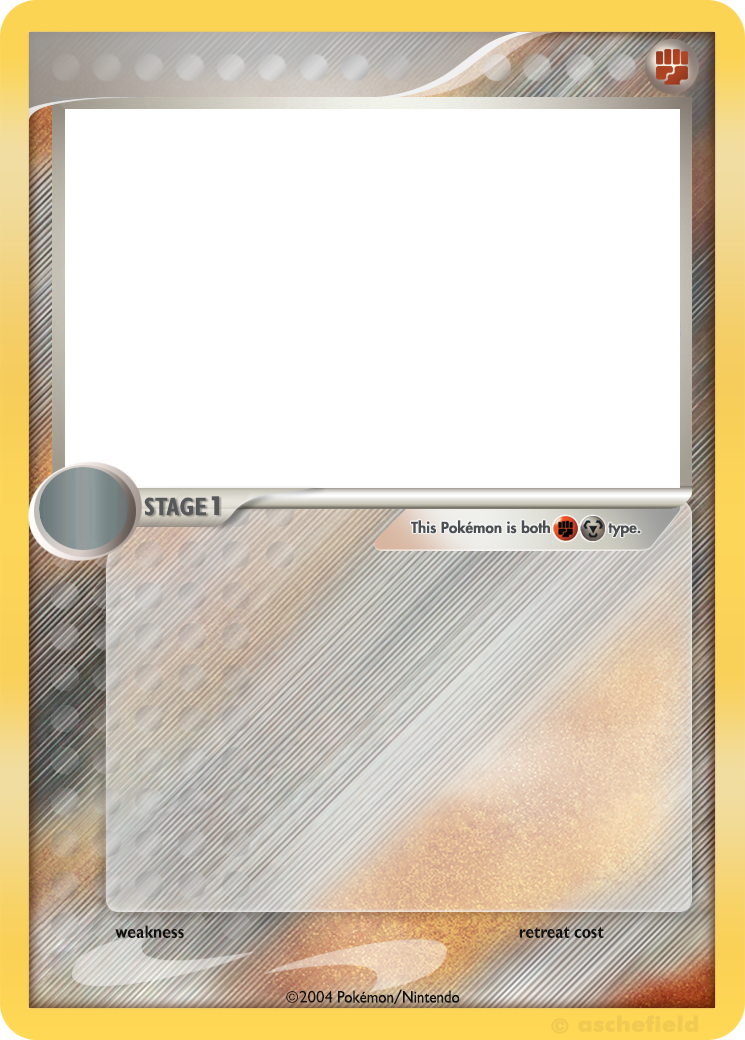 STAGE 1
This Pokémon is both type.
weakness
retreat cost
©2004 Pokémon/Nintendo
© aschefield